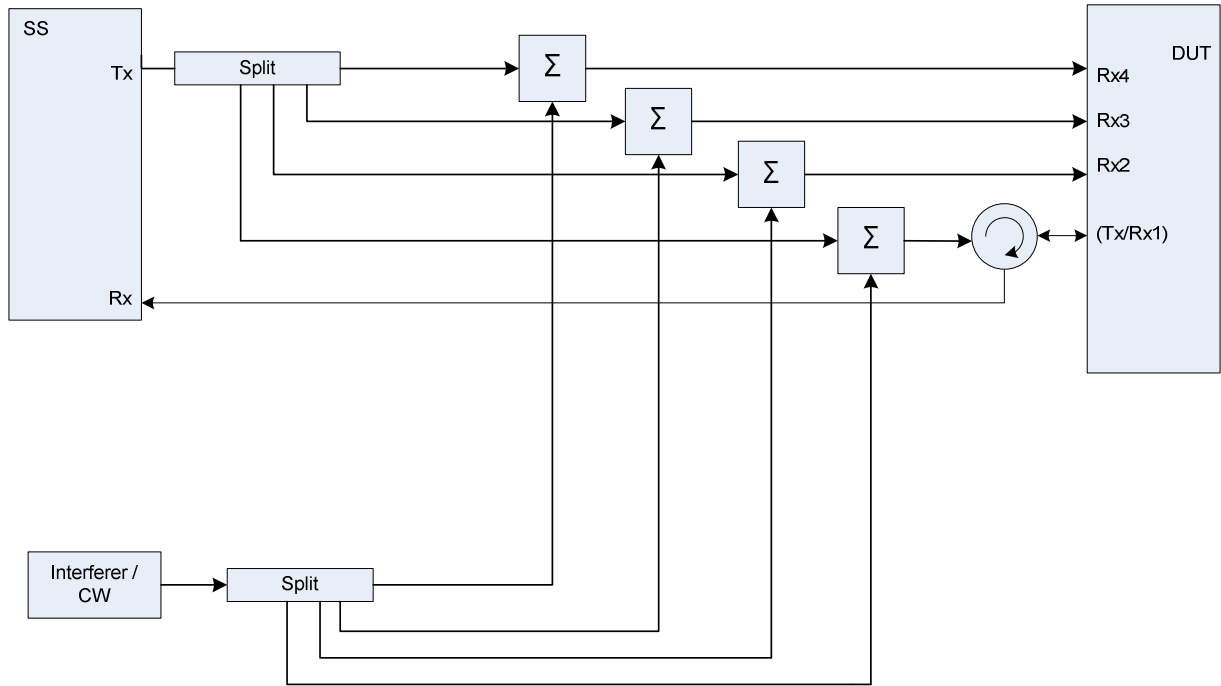 SS
Tx
Split
Σ
Rx4
DUT
Σ
Rx3
Σ
Rx2
Σ
(Tx/Rx1)
Rx
Interferer /
CW
Split